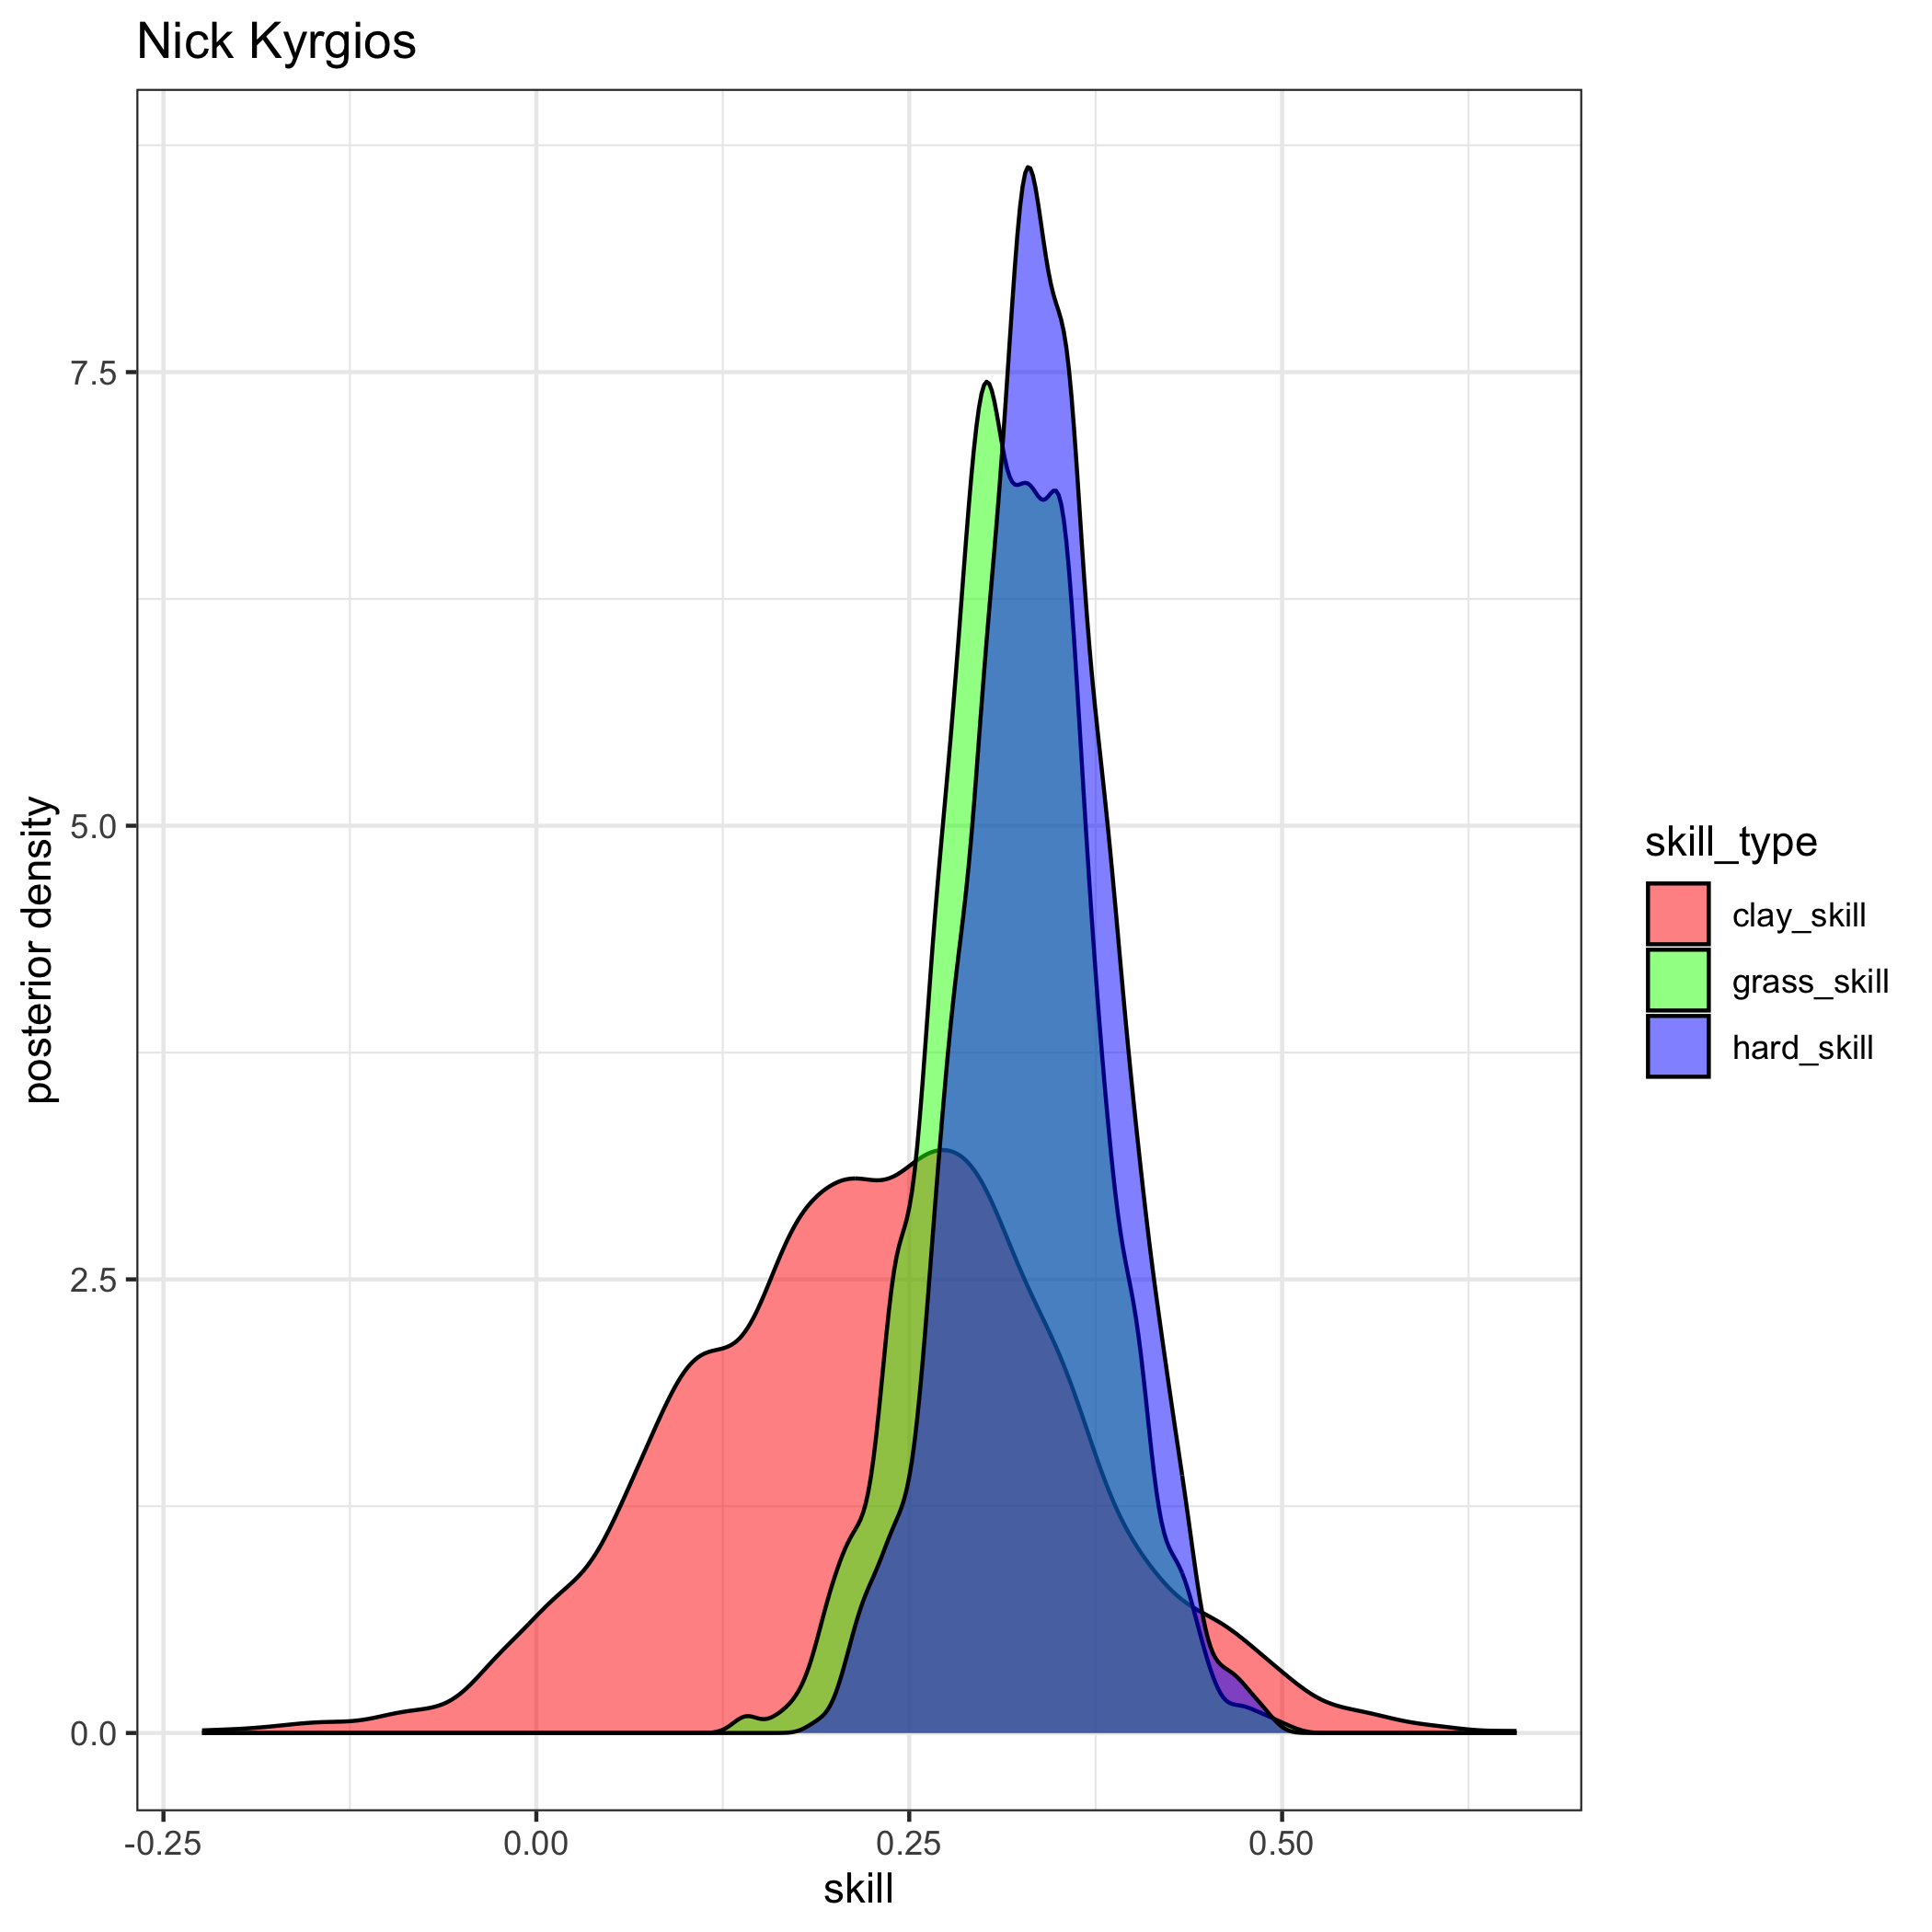 Nick Kyrgios
posterior density
7.5
5.0
2.5
0.0
-0.25 0.00 0.25 0.50
skill
skill_type
clay_skill
grass_skill
hard_skill